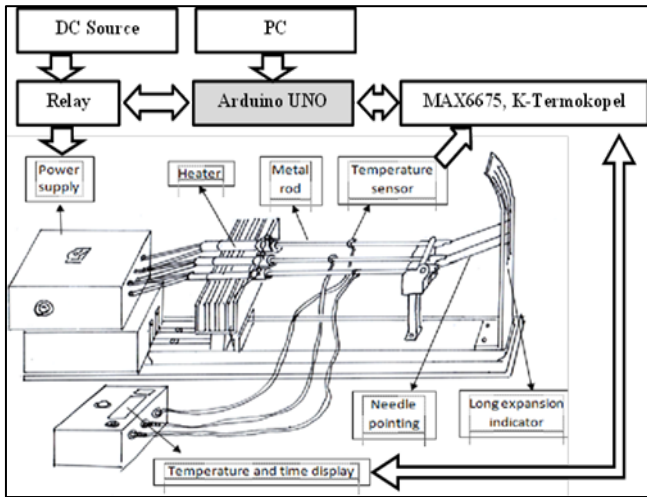 DC Source
PC
Relay
Arduino UNO
MAX6675, K-Termokopel
Power
supply
Heater
Metal
rod
Temperature
sensor
Needle
pointing
Long expansion
indicator
Temperature and time display